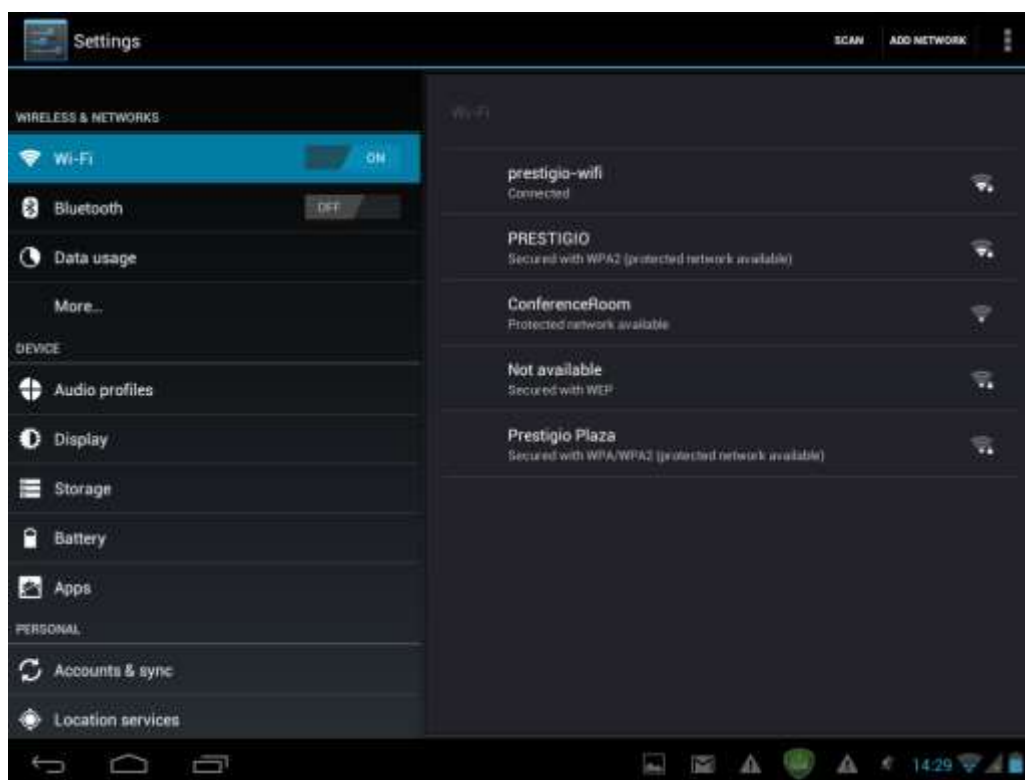 Settings
SCAN
ADD NETWORK
WIRELESS & NETWORKS
Wi-Fi
ON
Bluetooth
OFF
Data usage
More...
DEVICE
Audio profiles
Display
Storage
Battery
Apps
PERSONAL
Accounts & sync
Location services
Wi-Fi
prestigio-wifi
Connected
PRESTIGIO
Secured with WPA2 (protected network available)
ConferenceRoom
Protected network available
Not available
Secured with WEP
Prestigio Plaza
Secured with WPA/WPA2 (protected network available)
14:29